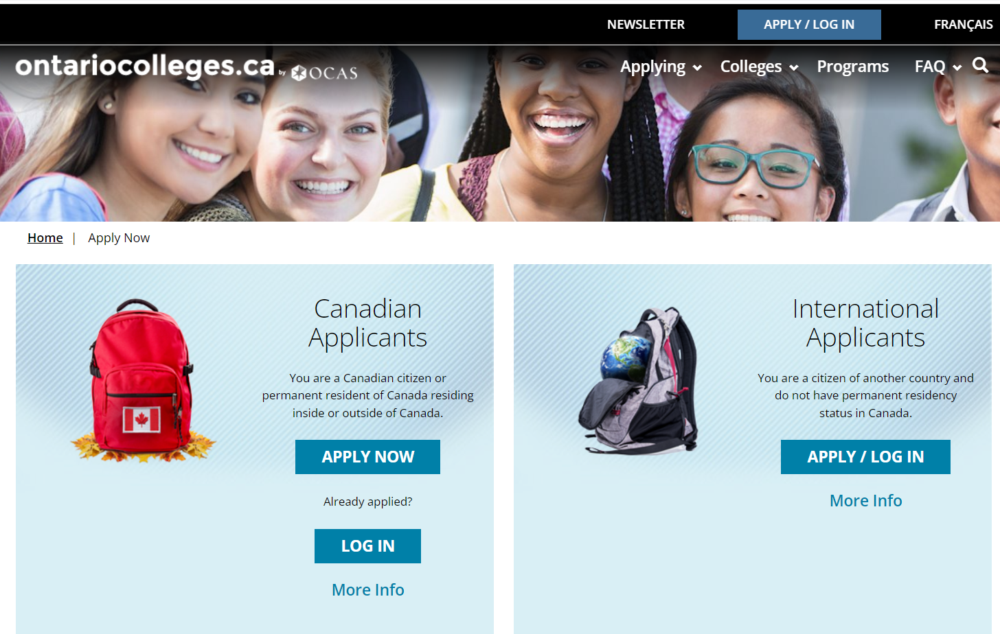 NEWSLETTER
APPLY / LOG IN
FRANÇAIS
ontariocolleges.ca by OCAS
Applying
Colleges
Programs
FAQ
Home | Apply Now
Canadian
Applicants
You are a Canadian citizen or
permanent resident of Canada residing
inside or outside of Canada.
APPLY NOW
Already applied?
LOG IN
More Info
International
Applicants
You are a citizen of another country and
do not have permanent residency
status in Canada.
APPLY / LOG IN
More Info